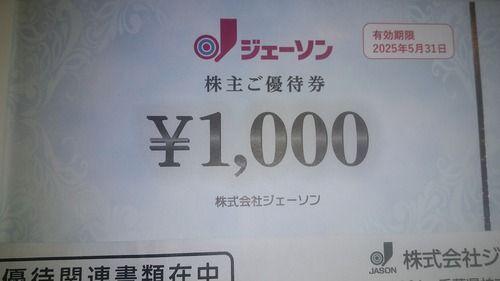 ジェーソン
有効期限
2025年5月31日
株主ご優待券
¥1,000
株式会社ジェーソン
優待関連書類在中
JASON
株式会社ジ